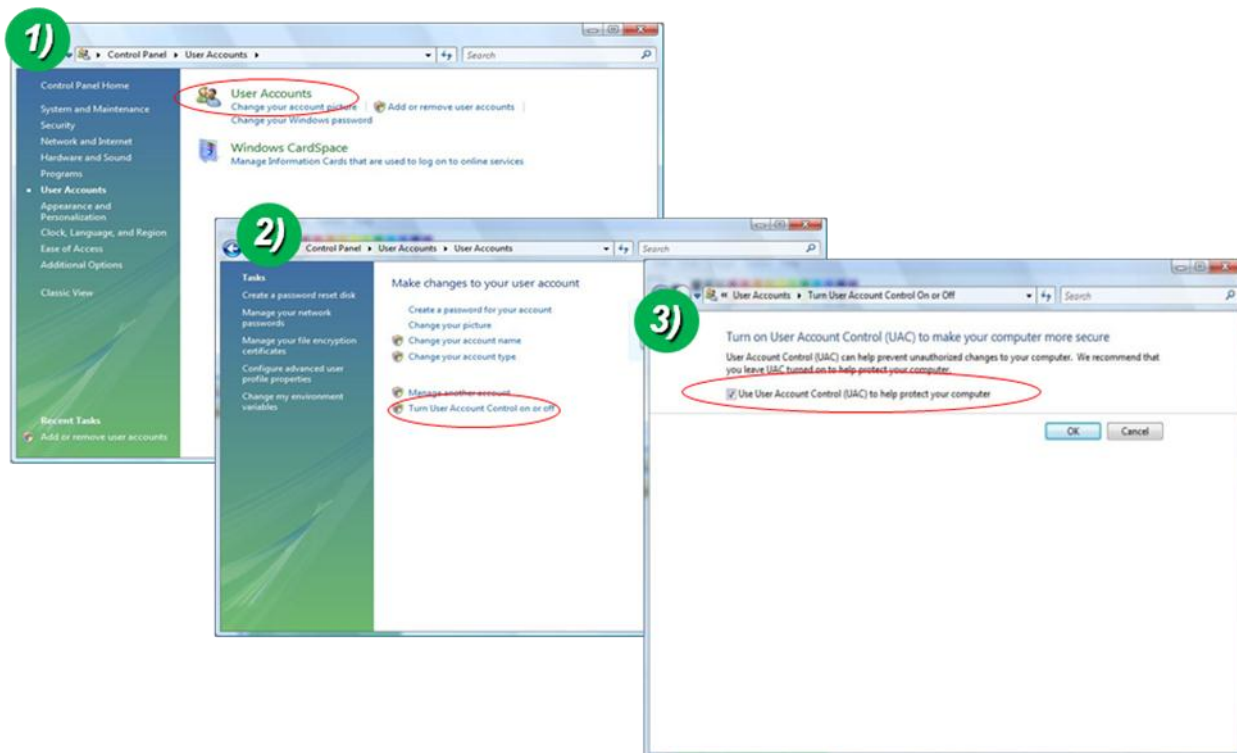 1)
Control Panel ▸ User Accounts ▸
Search
Control Panel Home
System and Maintenance
Security
Network and Internet
Hardware and Sound
Programs
User Accounts
Appearance and
Personalization
Clock, Language, and Region
Ease of Access
Additional Options
Classic View
Recent Tasks
Add or remove user accounts
User Accounts
Change your account picture | Add or remove user accounts |
Change your Windows password
Windows CardSpace
Manage Information Cards that are used to log on to online services
2)
Control Panel ▸ User Accounts ▸ User Accounts
Search
Tasks
Create a password reset disk
Manage your network
passwords
Manage your file encryption
certificates
Configure advanced user
profile properties
Change my environment
variables
Make changes to your user account
Create a password for your account
Change your picture
Change your account name
Change your account type
Manage another account
Turn User Account Control on or off
3)
« User Accounts ▸ Turn User Account Control On or Off
Search
Turn on User Account Control (UAC) to make your computer more secure
User Account Control (UAC) can help prevent unauthorized changes to your computer. We recommend that
you leave UAC turned on to help protect your computer.
Use User Account Control (UAC) to help protect your computer
OK Cancel